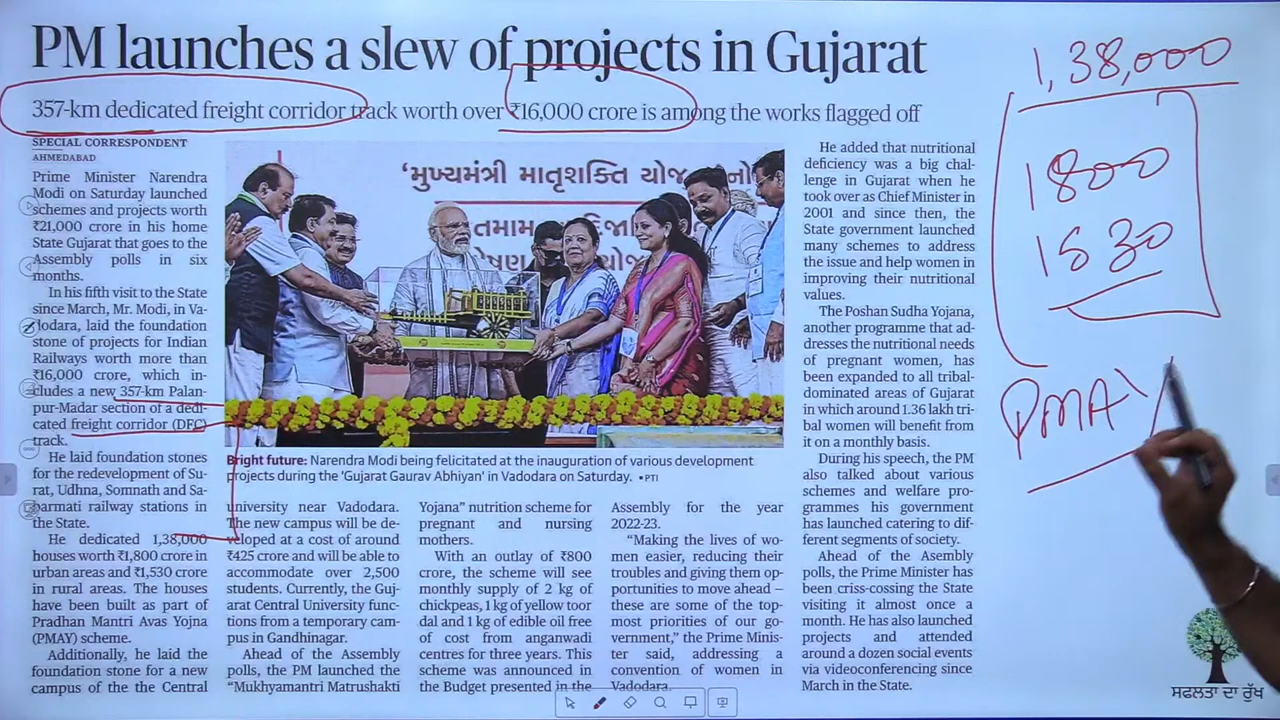 PM launches a slew of projects in Gujarat
357-km dedicated freight corridor track worth over ₹16,000 crore is among the works flagged off
SPECIAL CORRESPONDENT
AHMEDABAD
Prime Minister Narendra
Modi on Saturday launched
schemes and projects worth
₹21,000 crore in his home
State Gujarat that goes to the
Assembly polls in six
months.
In his fifth visit to the State
since March, Mr. Modi, in Va-
dodara, laid the foundation
stone of projects for Indian
Railways worth more than
₹16,000 crore, which in-
cludes a new 357-km Palan-
pur-Madar section of a dedi-
cated freight corridor (DFC)
track.
He laid foundation stones
for the redevelopment of Su-
rat, Udhna, Somnath and Sa-
barmati railway stations in
the State.
He dedicated 1,38,000
houses worth ₹1,800 crore in
urban areas and ₹1,530 crore
in rural areas. The houses
have been built as part of
Pradhan Mantri Avas Yojna
(PMAY) scheme.
Additionally, he laid the
foundation stone for a new
campus of the the Central
‘મુખ્યમંત્રી માતૃશક્તિ યોજ
Bright future: Narendra Modi being felicitated at the inauguration of various development
projects during the 'Gujarat Gaurav Abhiyan' in Vadodara on Saturday. •PTI
university near Vadodara.
The new campus will be de-
veloped at a cost of around
₹425 crore and will be able to
accommodate over 2,500
students. Currently, the Guj-
arat Central University func-
tions from a temporary cam-
pus in Gandhinagar.
Ahead of the Assembly
polls, the PM launched the
“Mukhyamantri Matrushakti
Yojana” nutrition scheme for
pregnant and nursing
mothers.
With an outlay of ₹800
crore, the scheme will see
monthly supply of 2 kg of
chickpeas, 1 kg of yellow toor
dal and 1 kg of edible oil free
of cost from anganwadi
centres for three years. This
scheme was announced in
the Budget presented in the
Assembly for the year
2022-23.
“Making the lives of wo-
men easier, reducing their
troubles and giving them op-
portunities to move ahead –
these are some of the top-
most priorities of our go-
vernment,” the Prime Minis-
ter said, addressing a
convention of women in
Vadodara.
He added that nutritional
deficiency was a big chal-
lenge in Gujarat when he
took over as Chief Minister in
2001 and since then, the
State government launched
many schemes to address
the issue and help women in
improving their nutritional
values.
The Poshan Sudha Yojana,
another programme that ad-
dresses the nutritional needs
of pregnant women, has
been expanded to all tribal-
dominated areas of Gujarat
in which around 1.36 lakh tri-
bal women will benefit from
it on a monthly basis.
During his speech, the PM
also talked about various
schemes and welfare pro-
grammes his government
has launched catering to dif-
ferent segments of society.
Ahead of the Asembly
polls, the Prime Minister has
been criss-crossing the State
visiting it almost once a
month. He has also launched
projects and attended
around a dozen social events
via videoconferencing since
March in the State.
1,38,000
1800
1530
PMAY
ਸਫਲਤਾ ਦਾ ਰੁੱਖ